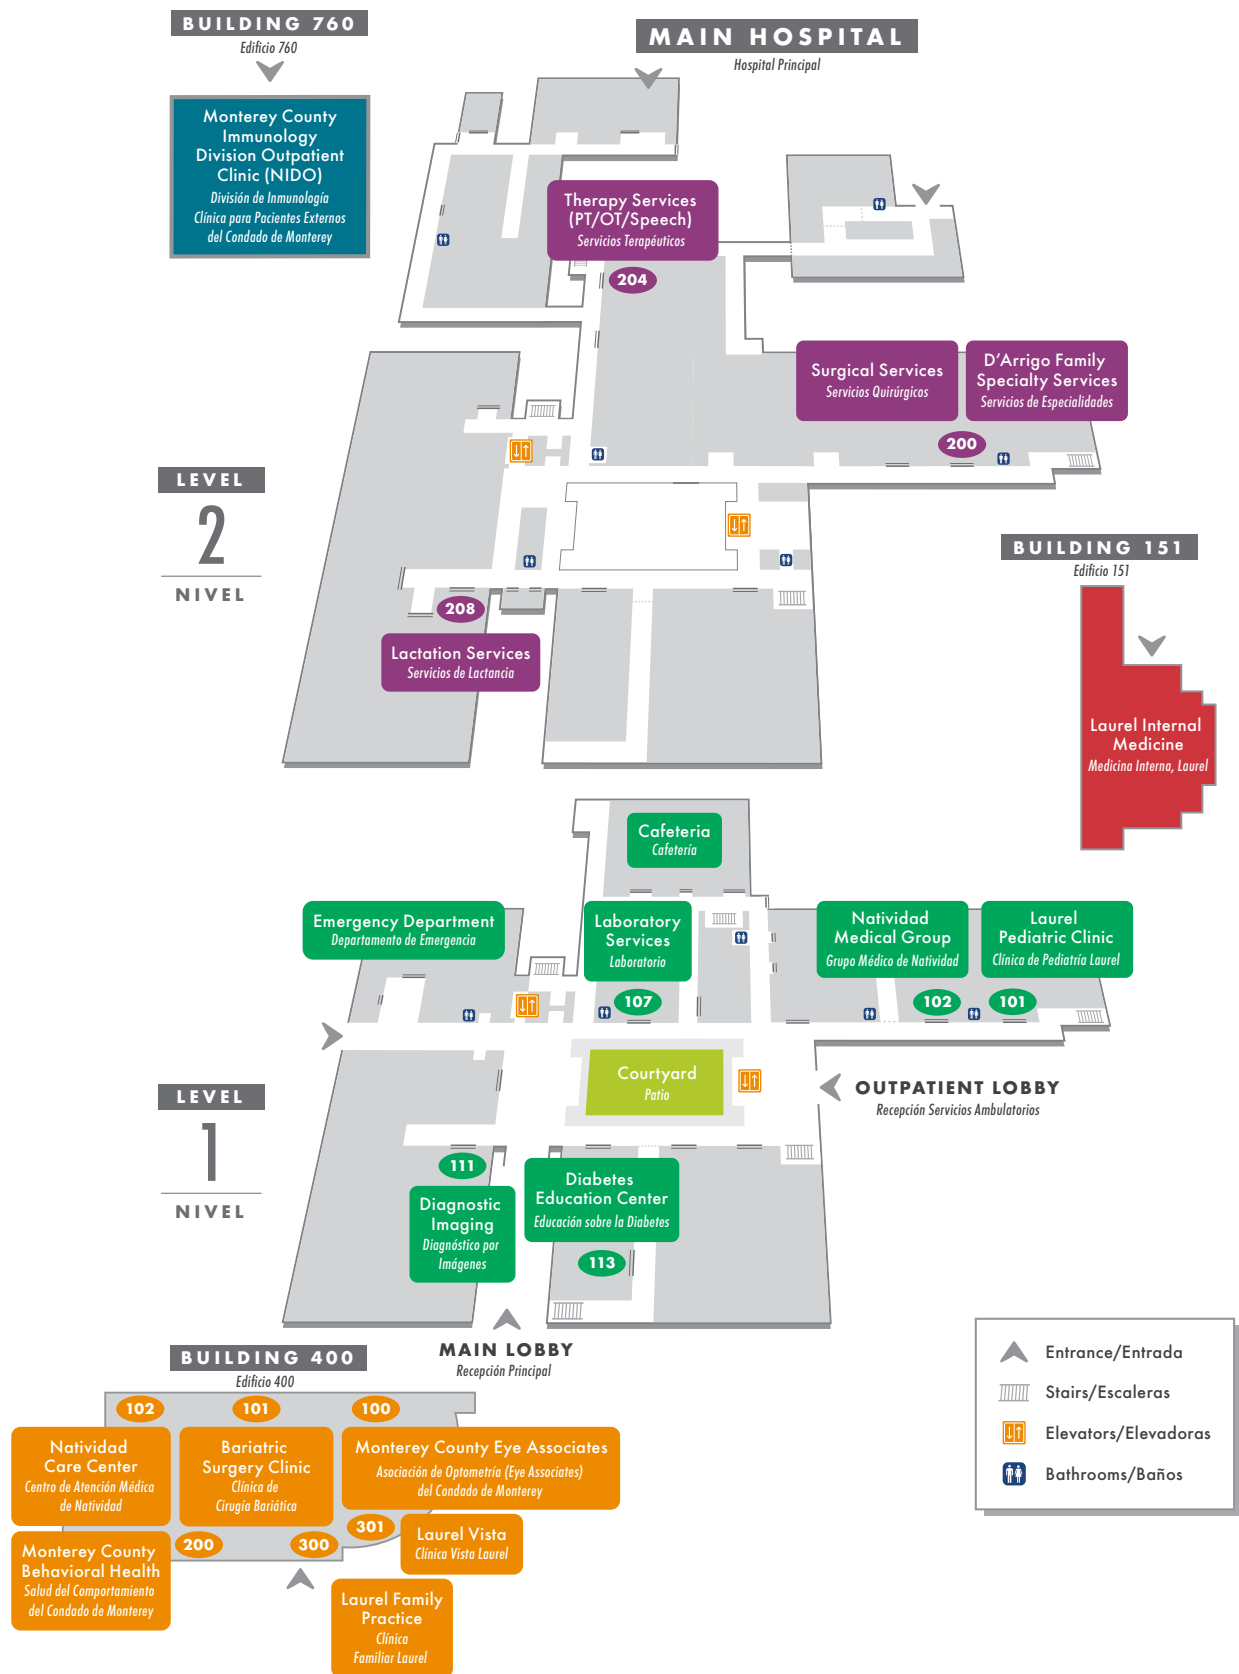 BUILDING 760
Edificio 760
Monterey County
Immunology
Division Outpatient
Clinic (NIDO)
División de Inmunología
Clínica para Pacientes Externos
del Condado de Monterey
MAIN HOSPITAL
Hospital Principal
Therapy Services
(PT/OT/Speech)
Servicios Terapéuticos
204
Surgical Services
Servicios Quirúrgicos
D'Arrigo Family
Specialty Services
Servicios de Especialidades
200
LEVEL
2
NIVEL
208
Lactation Services
Servicios de Lactancia
BUILDING 151
Edificio 151
Laurel Internal
Medicine
Medicina Interna, Laurel
Cafeteria
Cafetería
Emergency Department
Departamento de Emergencia
Laboratory
Services
Laboratorio
107
Natividad
Medical Group
Grupo Médico de Natividad
102
Laurel
Pediatric Clinic
Clínica de Pediatría Laurel
101
Courtyard
Patio
OUTPATIENT LOBBY
Recepción Servicios Ambulatorios
LEVEL
1
NIVEL
111
Diagnostic
Imaging
Diagnóstico por
Imágenes
Diabetes
Education Center
Educación sobre la Diabetes
113
MAIN LOBBY
Recepción Principal
BUILDING 400
Edificio 400
102
101
100
Natividad
Care Center
Centro de Atención Médica
de Natividad
Bariatric
Surgery Clinic
Clínica de
Cirugía Bariática
Monterey County Eye Associates
Asociación de Optometría (Eye Associates)
del Condado de Monterey
200
300
301
Monterey County
Behavioral Health
Salud del Comportamiento
del Condado de Monterey
Laurel Vista
Clínica Vista Laurel
Laurel Family
Practice
Clínica
Familiar Laurel
Entrance/Entrada
Stairs/Escaleras
Elevators/Elevadoras
Bathrooms/Baños